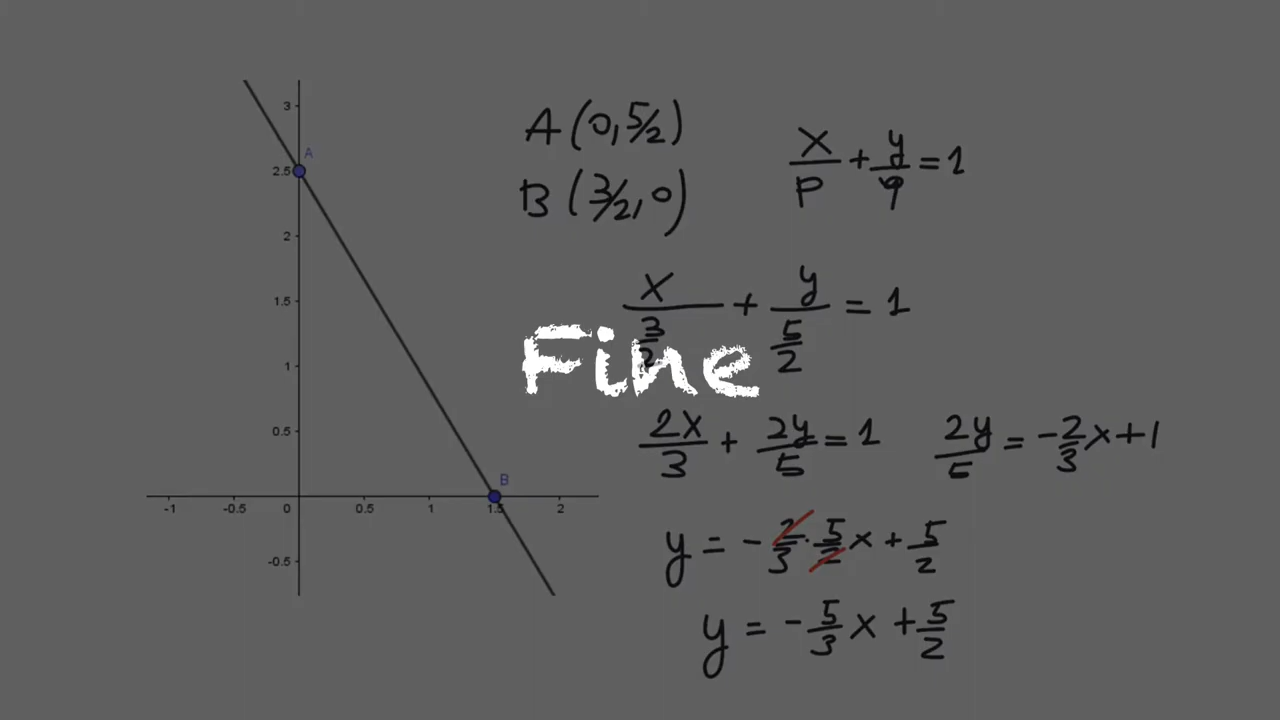 A (0, 5/2)
B (3/2, 0)
x/p + y/q = 1
x/(3/2) + y/(5/2) = 1
Fine
2x/3 + 2y/5 = 1
2y/5 = -2/3 x + 1
y = - 2/3 · 5/2 x + 5/2
y = - 5/3 x + 5/2
3
A
2.5
2
1.5
1
0.5
B
-1 -0.5 0 0.5 1 1.5 2
-0.5